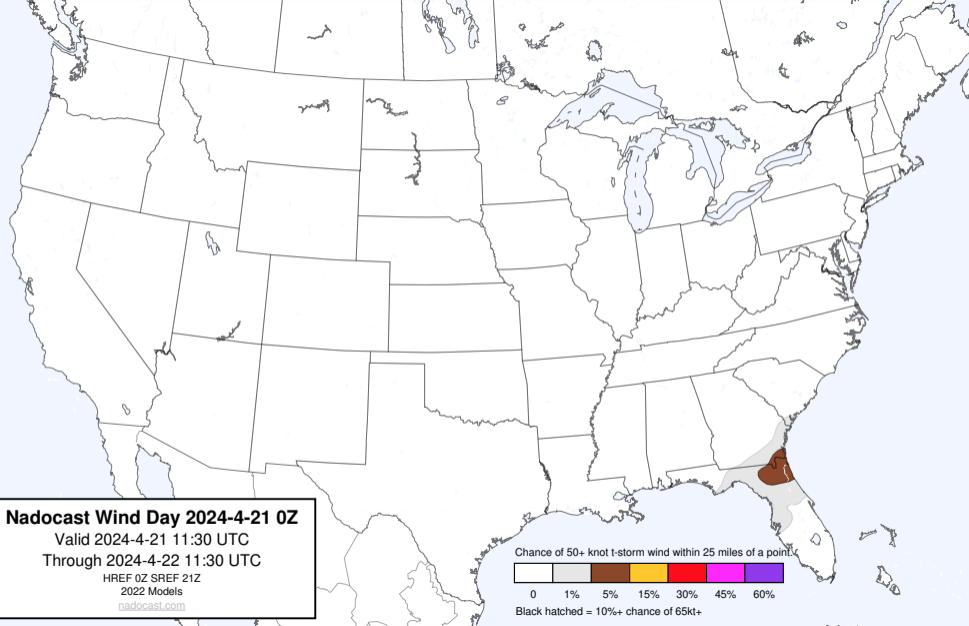 Nadocast Wind Day 2024-4-21 0Z
Valid 2024-4-21 11:30 UTC
Through 2024-4-22 11:30 UTC
HREF 0Z SREF 21Z
2022 Models
nadocast.com
Chance of 50+ knot t-storm wind within 25 miles of a point.
0 1% 5% 15% 30% 45% 60%
Black hatched = 10%+ chance of 65kt+